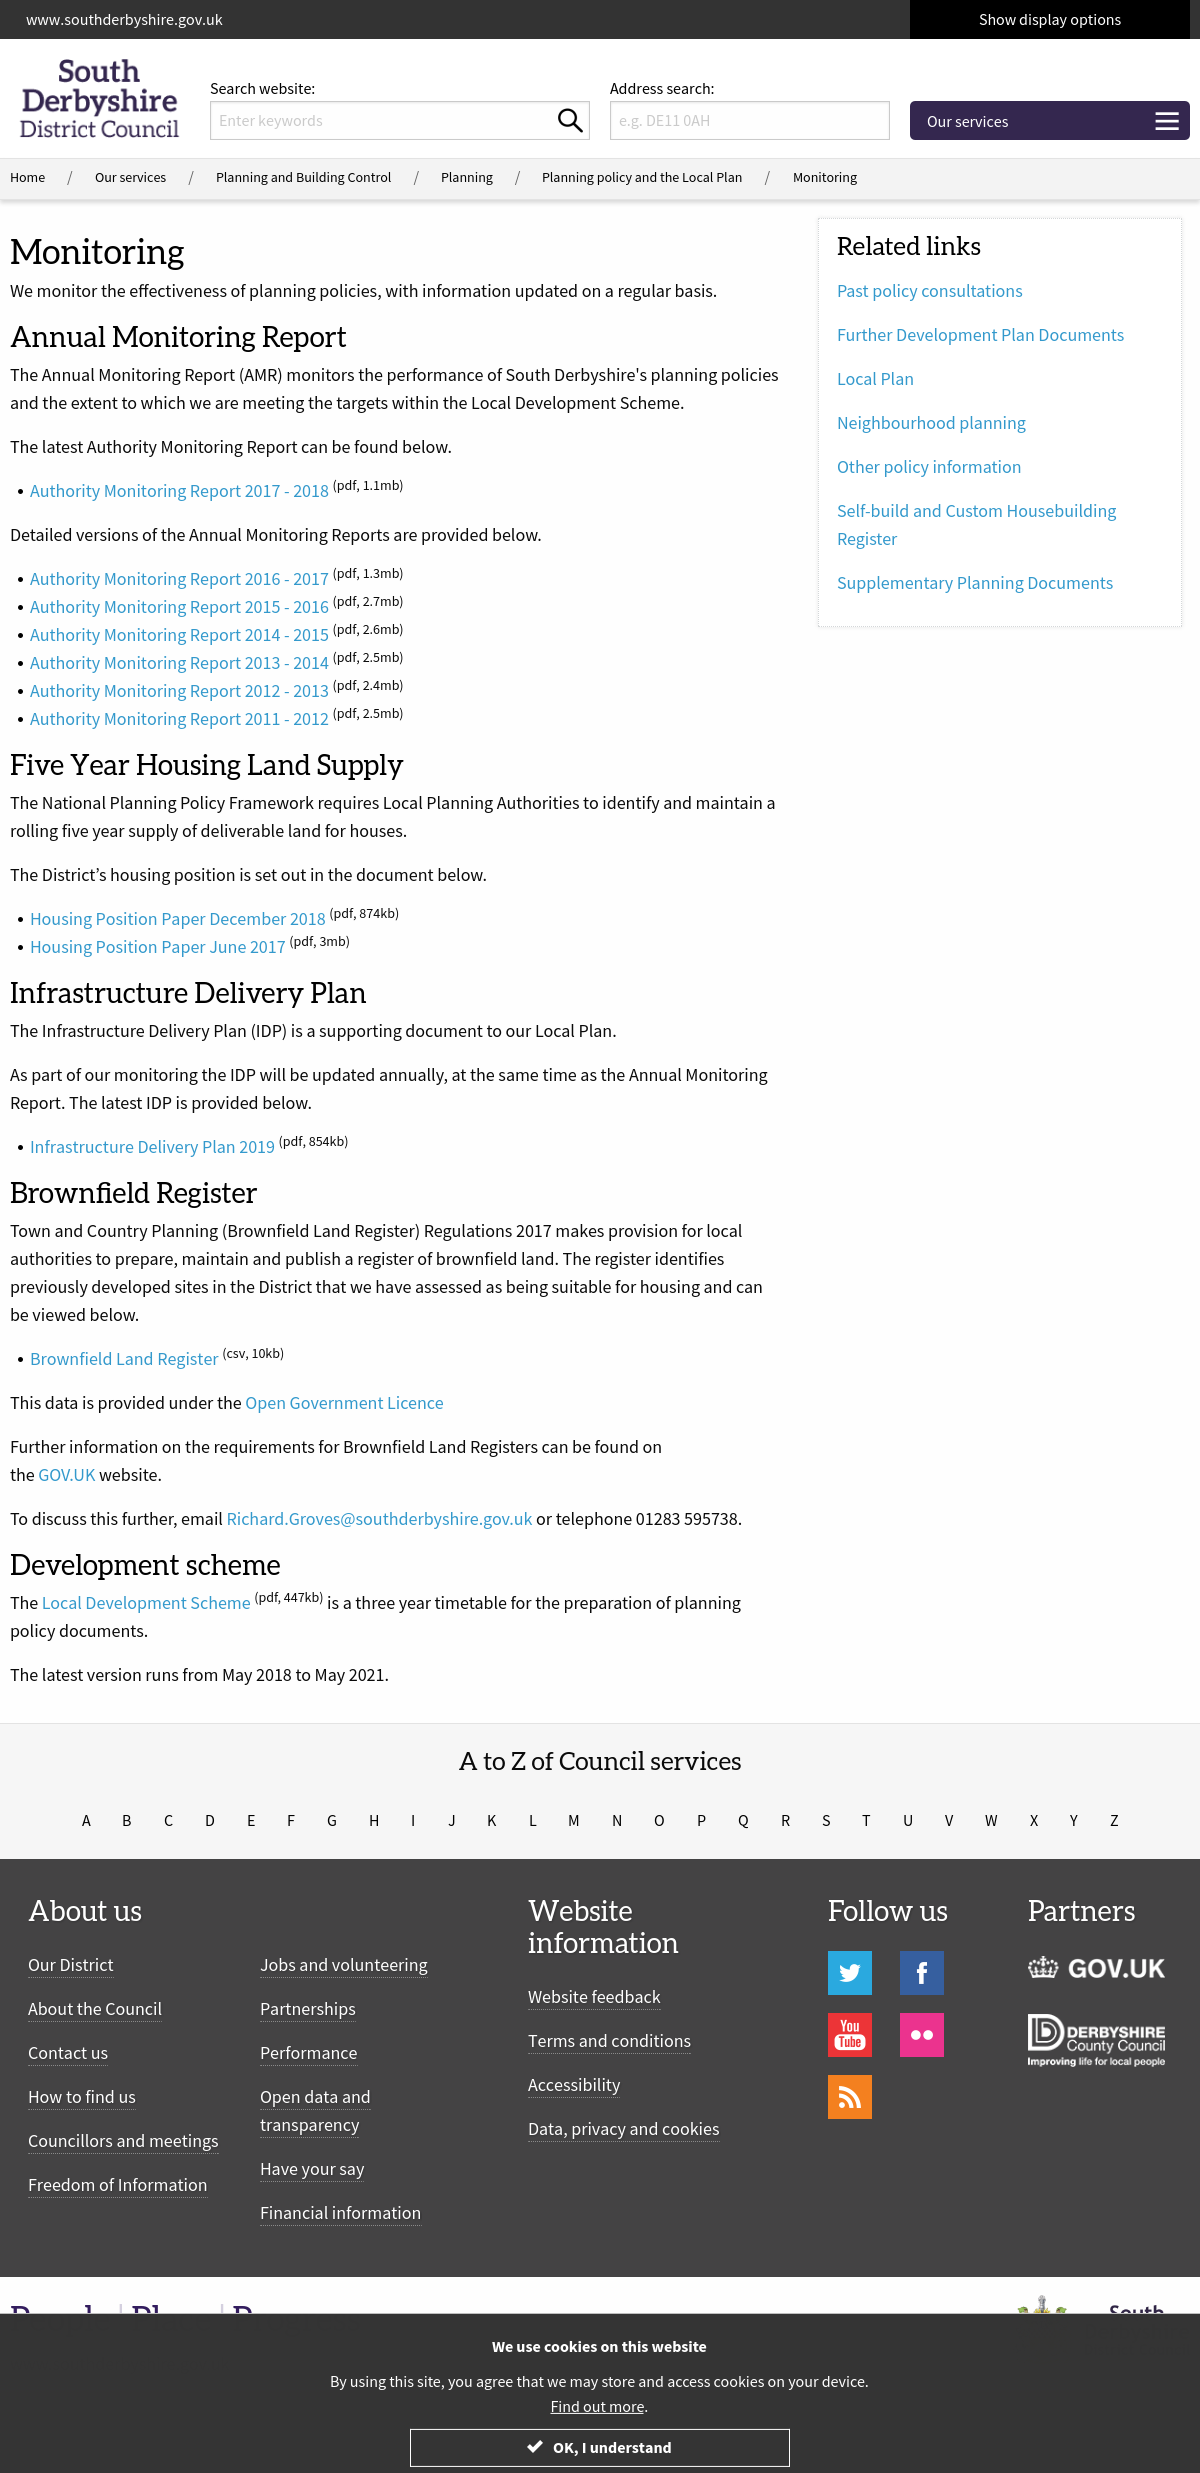 www.southderbyshire.gov.uk
Show display options
South
Derbyshire
District Council
Search website:
Enter keywords
Address search:
e.g. DE11 0AH
Our services
Home / Our services / Planning and Building Control / Planning / Planning policy and the Local Plan / Monitoring
Monitoring
We monitor the effectiveness of planning policies, with information updated on a regular basis.
Annual Monitoring Report
The Annual Monitoring Report (AMR) monitors the performance of South Derbyshire's planning policies
and the extent to which we are meeting the targets within the Local Development Scheme.
The latest Authority Monitoring Report can be found below.
• Authority Monitoring Report 2017 - 2018 (pdf, 1.1mb)
Detailed versions of the Annual Monitoring Reports are provided below.
• Authority Monitoring Report 2016 - 2017 (pdf, 1.3mb)
• Authority Monitoring Report 2015 - 2016 (pdf, 2.7mb)
• Authority Monitoring Report 2014 - 2015 (pdf, 2.6mb)
• Authority Monitoring Report 2013 - 2014 (pdf, 2.5mb)
• Authority Monitoring Report 2012 - 2013 (pdf, 2.4mb)
• Authority Monitoring Report 2011 - 2012 (pdf, 2.5mb)
Five Year Housing Land Supply
The National Planning Policy Framework requires Local Planning Authorities to identify and maintain a
rolling five year supply of deliverable land for houses.
The District’s housing position is set out in the document below.
• Housing Position Paper December 2018 (pdf, 874kb)
• Housing Position Paper June 2017 (pdf, 3mb)
Infrastructure Delivery Plan
The Infrastructure Delivery Plan (IDP) is a supporting document to our Local Plan.
As part of our monitoring the IDP will be updated annually, at the same time as the Annual Monitoring
Report. The latest IDP is provided below.
• Infrastructure Delivery Plan 2019 (pdf, 854kb)
Brownfield Register
Town and Country Planning (Brownfield Land Register) Regulations 2017 makes provision for local
authorities to prepare, maintain and publish a register of brownfield land. The register identifies
previously developed sites in the District that we have assessed as being suitable for housing and can
be viewed below.
• Brownfield Land Register (csv, 10kb)
This data is provided under the Open Government Licence
Further information on the requirements for Brownfield Land Registers can be found on
the GOV.UK website.
To discuss this further, email Richard.Groves@southderbyshire.gov.uk or telephone 01283 595738.
Development scheme
The Local Development Scheme (pdf, 447kb) is a three year timetable for the preparation of planning
policy documents.
The latest version runs from May 2018 to May 2021.
Related links
Past policy consultations
Further Development Plan Documents
Local Plan
Neighbourhood planning
Other policy information
Self-build and Custom Housebuilding
Register
Supplementary Planning Documents
A to Z of Council services
A B C D E F G H I J K L M N O P Q R S T U V W X Y Z
About us
Our District
About the Council
Contact us
How to find us
Councillors and meetings
Freedom of Information
Jobs and volunteering
Partnerships
Performance
Open data and
transparency
Have your say
Financial information
Website
information
Website feedback
Terms and conditions
Accessibility
Data, privacy and cookies
Follow us
f
You
Tube
Partners
GOV.UK
DERBYSHIRE
County Council
Improving life for local people
South
We use cookies on this website
By using this site, you agree that we may store and access cookies on your device.
Find out more.
OK, I understand